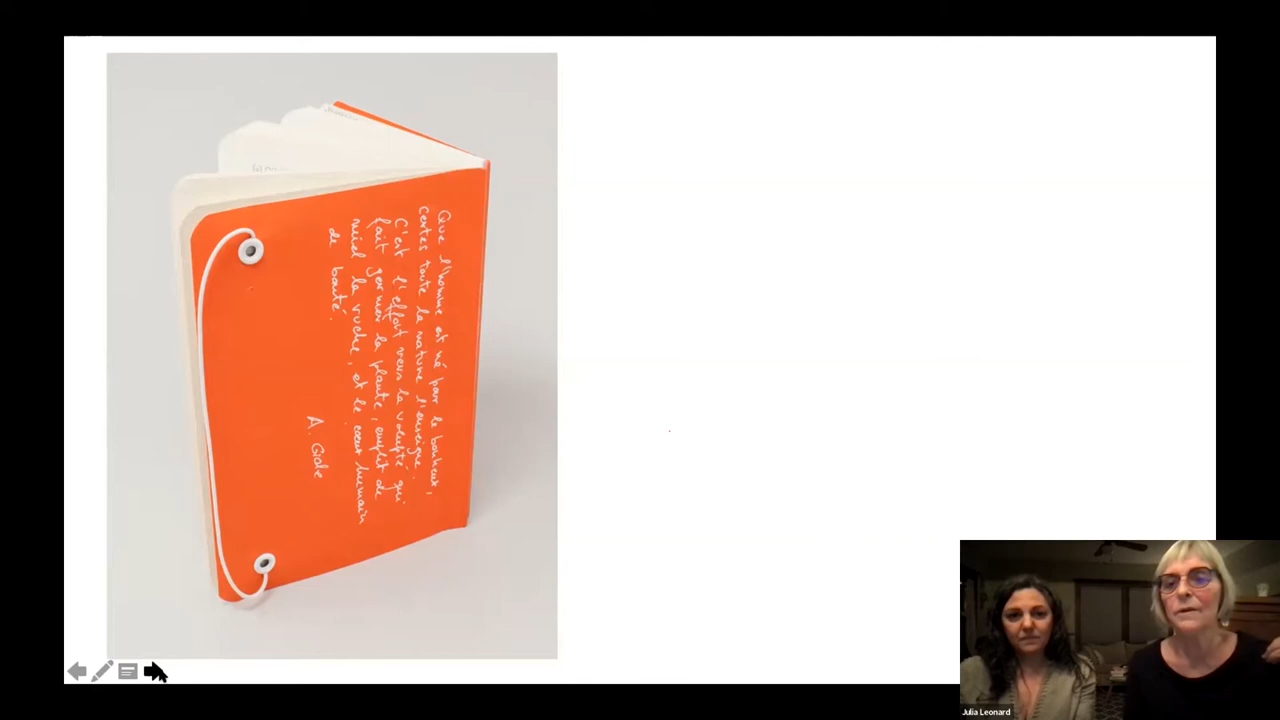 Que l'homme est né pour le bonheur,
certes toute la nature l'enseigne.
C'est l'effort vers la volupté qui
fait germer la plante, emplit de
miel la ruche, et le cœur humain
de bonté.
A. Gide
Julia Leonard